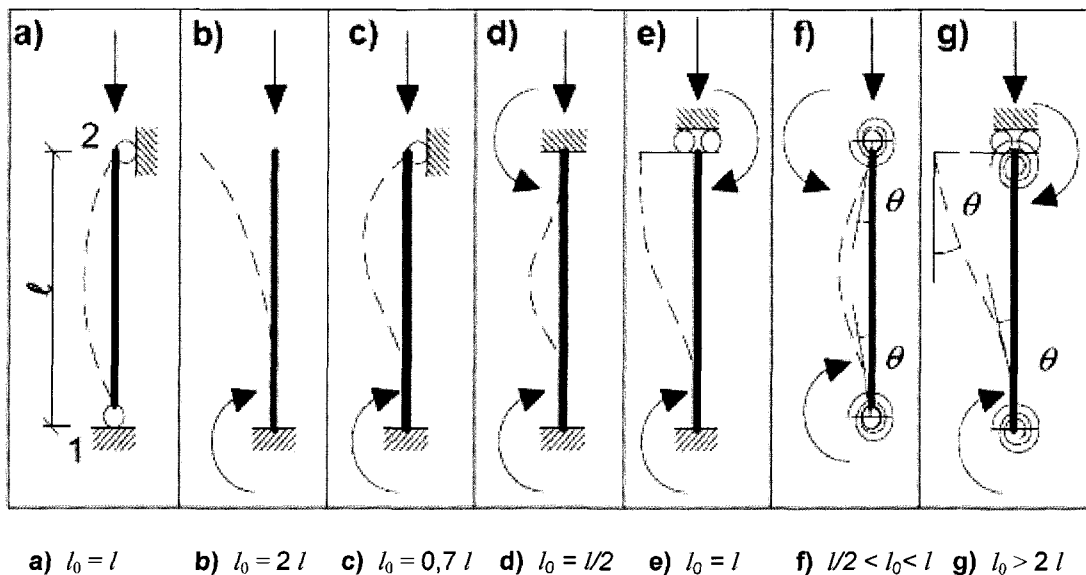 a) b) c) d) e) f) g)
2
θ θ
ℓ
θ θ
1
a) l₀ = l b) l₀ = 2 l c) l₀ = 0,7 l d) l₀ = l/2 e) l₀ = l f) l/2 < l₀< l g) l₀ > 2 l